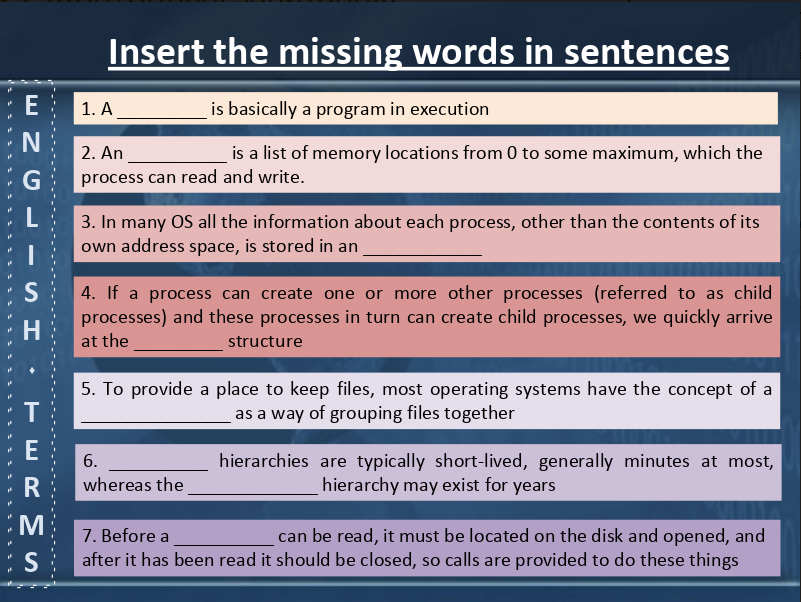 Insert the missing words in sentences
ENGLISH · TERMS
1. A _________ is basically a program in execution
2. An __________ is a list of memory locations from 0 to some maximum, which the
process can read and write.
3. In many OS all the information about each process, other than the contents of its
own address space, is stored in an ____________
4. If a process can create one or more other processes (referred to as child
processes) and these processes in turn can create child processes, we quickly arrive
at the _________ structure
5. To provide a place to keep files, most operating systems have the concept of a
_______________ as a way of grouping files together
6. __________ hierarchies are typically short-lived, generally minutes at most,
whereas the _____________ hierarchy may exist for years
7. Before a __________ can be read, it must be located on the disk and opened, and
after it has been read it should be closed, so calls are provided to do these things